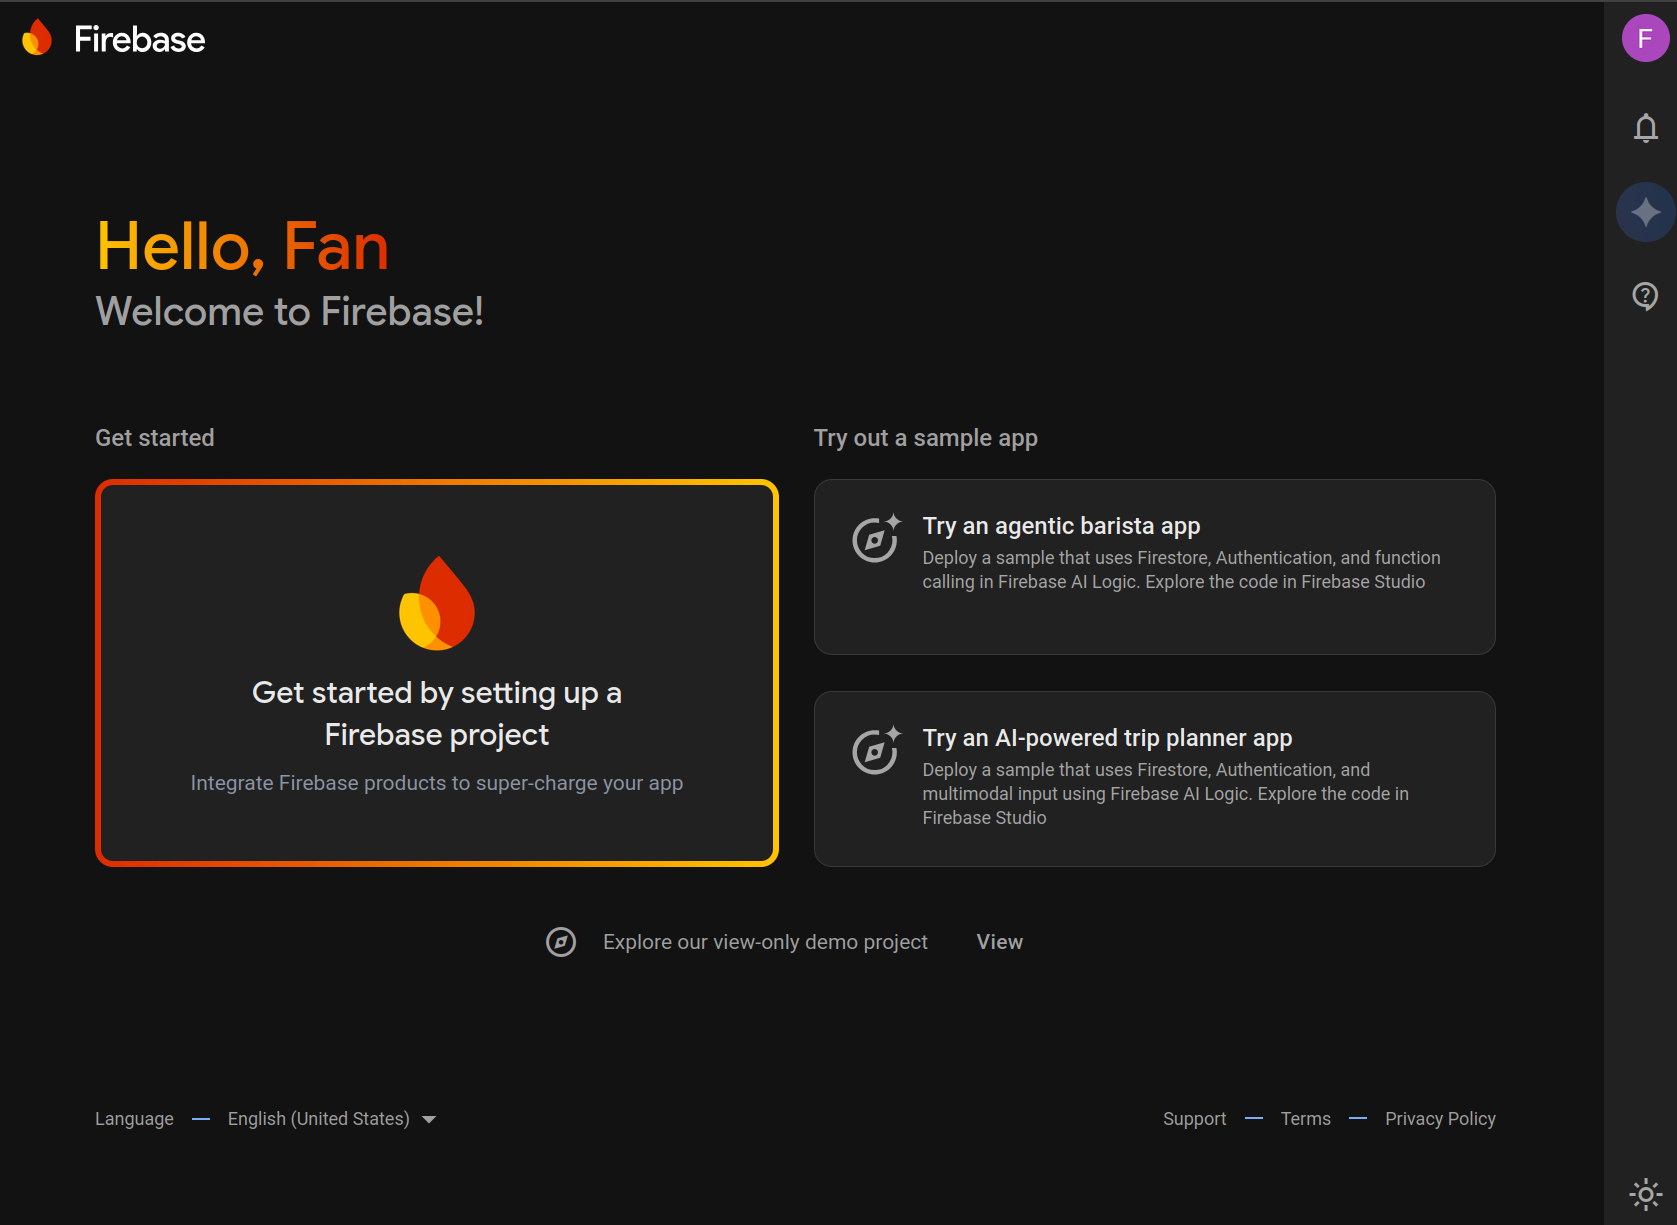 Firebase
F
Hello, Fan
Welcome to Firebase!
Get started
Get started by setting up a
Firebase project
Integrate Firebase products to super-charge your app
Try out a sample app
Try an agentic barista app
Deploy a sample that uses Firestore, Authentication, and function
calling in Firebase AI Logic. Explore the code in Firebase Studio
Try an AI-powered trip planner app
Deploy a sample that uses Firestore, Authentication, and
multimodal input using Firebase AI Logic. Explore the code in
Firebase Studio
Explore our view-only demo project View
Language — English (United States)
Support — Terms — Privacy Policy